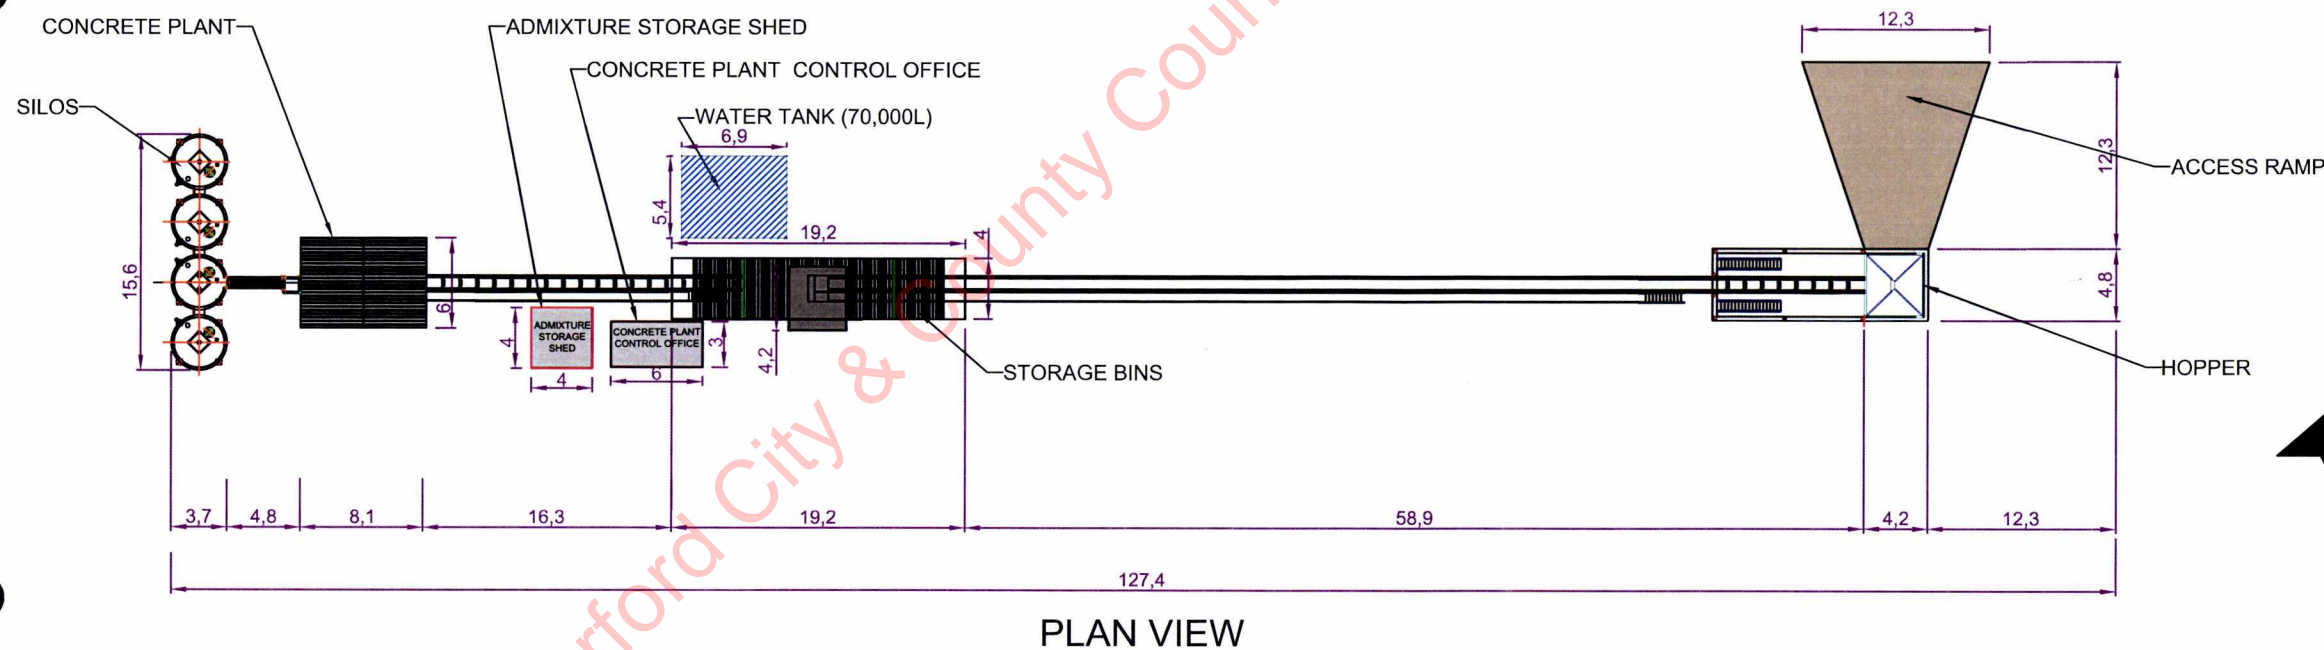 CONCRETE PLANT
ADMIXTURE STORAGE SHED
12,3
CONCRETE PLANT CONTROL OFFICE
SILOS
WATER TANK (70,000L)
6,9
12,3
ACCESS RAMP
5,4
19,2
4
15,6
6
4,8
ADMIXTURE
STORAGE
SHED
CONCRETE PLANT
CONTROL OFFICE
4
3
4,2
4
6
STORAGE BINS
HOPPER
3,7
4,8
8,1
16,3
19,2
58,9
4,2
12,3
127,4
PLAN VIEW
rford City & County Coun